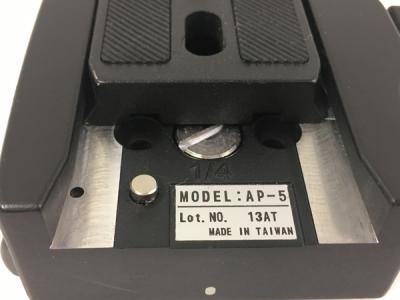 1/4
MODEL:AP-5
Lot.NO. 13AT
MADE IN TAIWAN